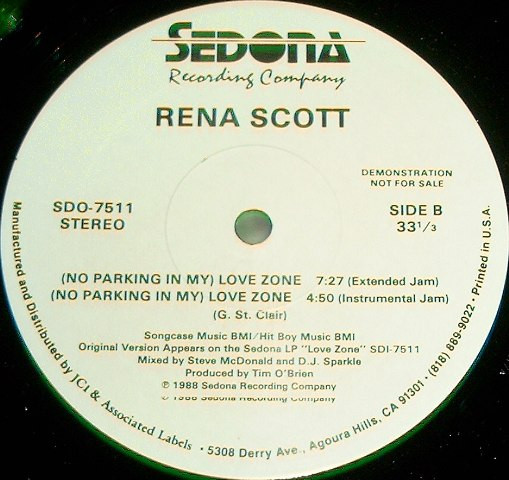 SEDONA
Recording Company
RENA SCOTT
DEMONSTRATION
NOT FOR SALE
SDO-7511
STEREO
SIDE B
33 1/3
(NO PARKING IN MY) LOVE ZONE 7:27 (Extended Jam)
(NO PARKING IN MY) LOVE ZONE 4:50 (Instrumental Jam)
(G. St. Clair)
Songcase Music BMI/Hit Boy Music BMI
Original Version Appears on the Sedona LP "Love Zone" SDI-7511
Mixed by Steve McDonald and D.J. Sparkle
Produced by Tim O'Brien
℗ 1988 Sedona Recording Company
℗ 1988 Sedona Recording Company
Manufactured and Distributed by JCI & Associated Labels • 5308 Derry Ave., Agoura Hills, CA 91301 • (818) 889-9022 • Printed in U.S.A.